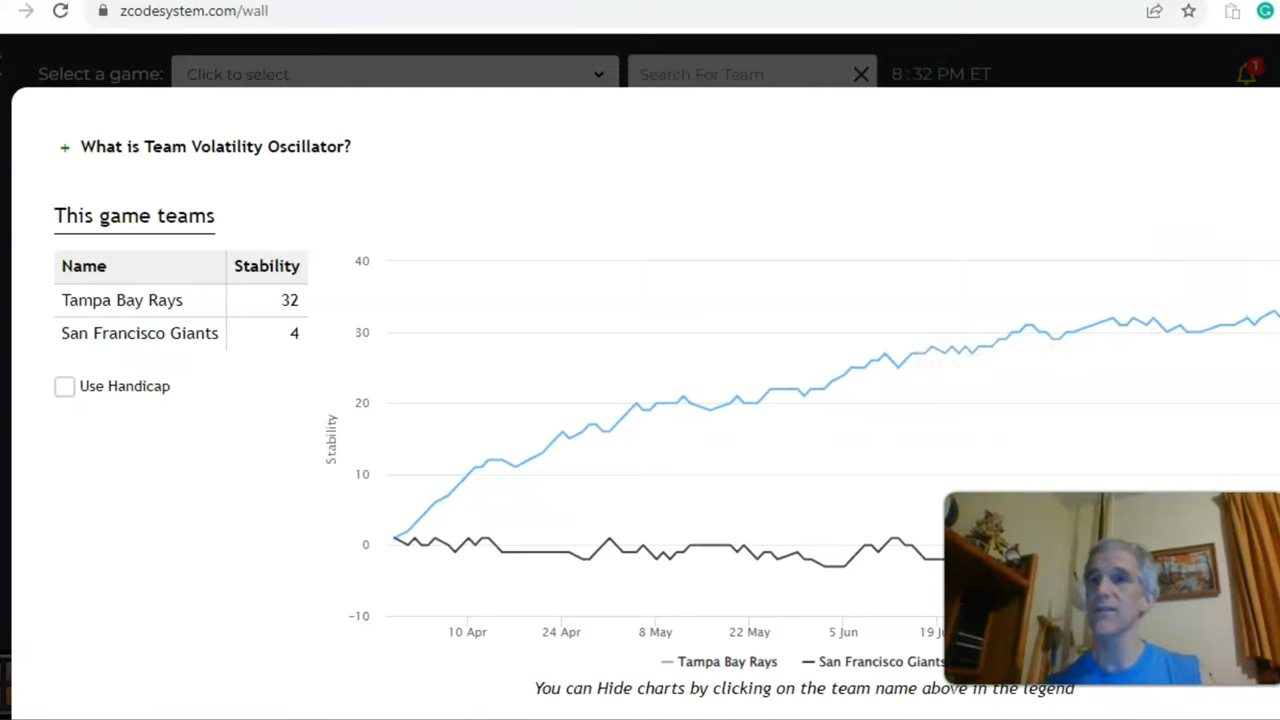 zcodesystem.com/wall
Select a game: Click to select Search For Team 8:32 PM ET 1
+ What is Team Volatility Oscillator?
This game teams
Name Stability
Tampa Bay Rays 32
San Francisco Giants 4
Use Handicap
40
30
20
10
0
-10
Stability
10 Apr 24 Apr 8 May 22 May 5 Jun 19
Tampa Bay Rays San Francisco Giants
You can Hide charts by clicking on the team name above in the legend